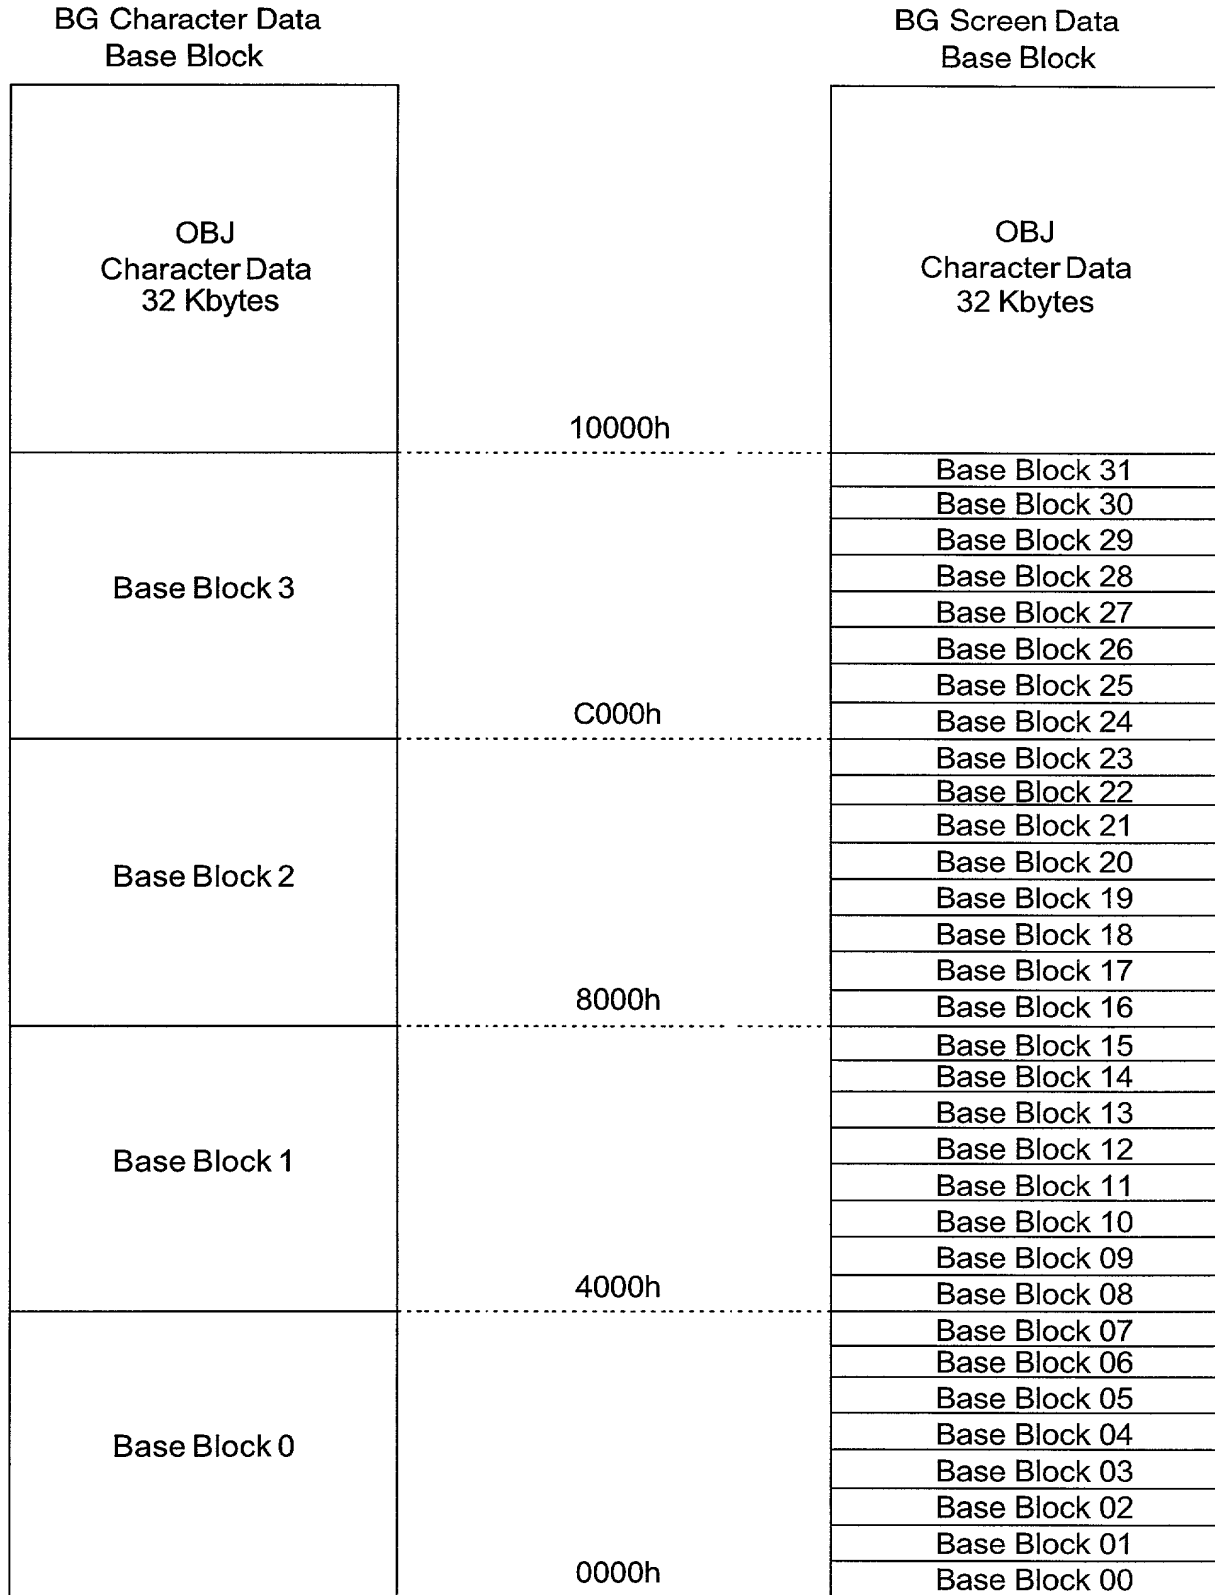 BG Character Data
Base Block
OBJ
Character Data
32 Kbytes
Base Block 3
Base Block 2
Base Block 1
Base Block 0
10000h
C000h
8000h
4000h
0000h
BG Screen Data
Base Block
OBJ
Character Data
32 Kbytes
Base Block 31
Base Block 30
Base Block 29
Base Block 28
Base Block 27
Base Block 26
Base Block 25
Base Block 24
Base Block 23
Base Block 22
Base Block 21
Base Block 20
Base Block 19
Base Block 18
Base Block 17
Base Block 16
Base Block 15
Base Block 14
Base Block 13
Base Block 12
Base Block 11
Base Block 10
Base Block 09
Base Block 08
Base Block 07
Base Block 06
Base Block 05
Base Block 04
Base Block 03
Base Block 02
Base Block 01
Base Block 00